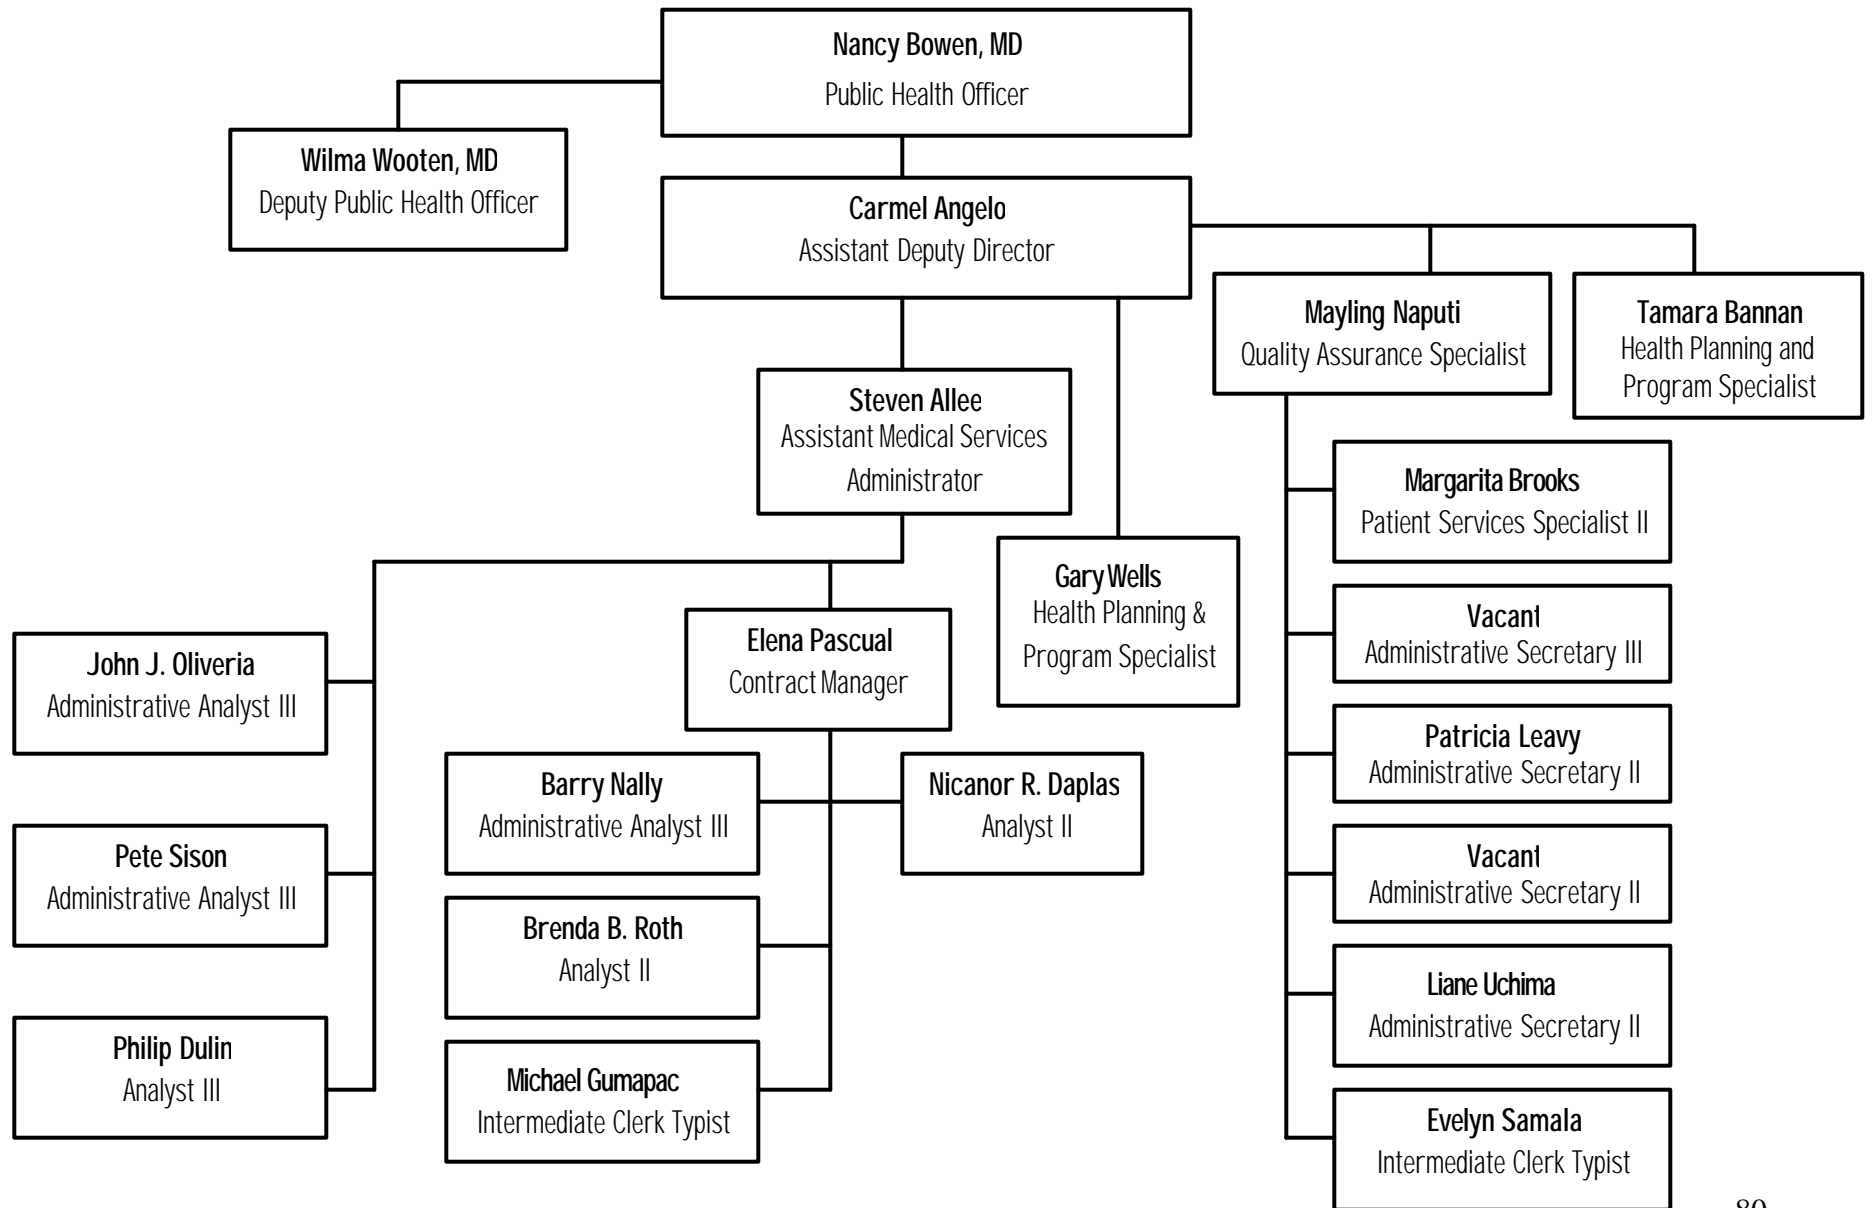 Nancy Bowen, MD
Public Health Officer
Wilma Wooten, MD
Deputy Public Health Officer
Carmel Angelo
Assistant Deputy Director
Mayling Naputi
Quality Assurance Specialist
Tamara Bannan
Health Planning and
Program Specialist
Steven Allee
Assistant Medical Services
Administrator
Gary Wells
Health Planning &
Program Specialist
Elena Pascual
Contract Manager
John J. Oliveria
Administrative Analyst III
Pete Sison
Administrative Analyst III
Philip Dulin
Analyst III
Barry Nally
Administrative Analyst III
Nicanor R. Daplas
Analyst II
Brenda B. Roth
Analyst II
Michael Gumapac
Intermediate Clerk Typist
Margarita Brooks
Patient Services Specialist II
Vacant
Administrative Secretary III
Patricia Leavy
Administrative Secretary II
Vacant
Administrative Secretary II
Liane Uchima
Administrative Secretary II
Evelyn Samala
Intermediate Clerk Typist